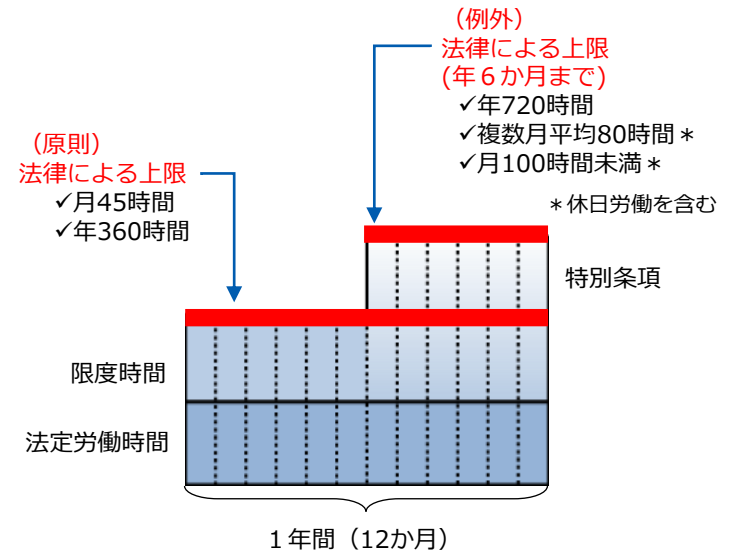 （例外）
法律による上限
(年６か月まで)
✓年720時間
✓複数月平均80時間＊
✓月100時間未満＊
＊休日労働を含む
（原則）
法律による上限
✓月45時間
✓年360時間
特別条項
限度時間
法定労働時間
１年間（12か月）